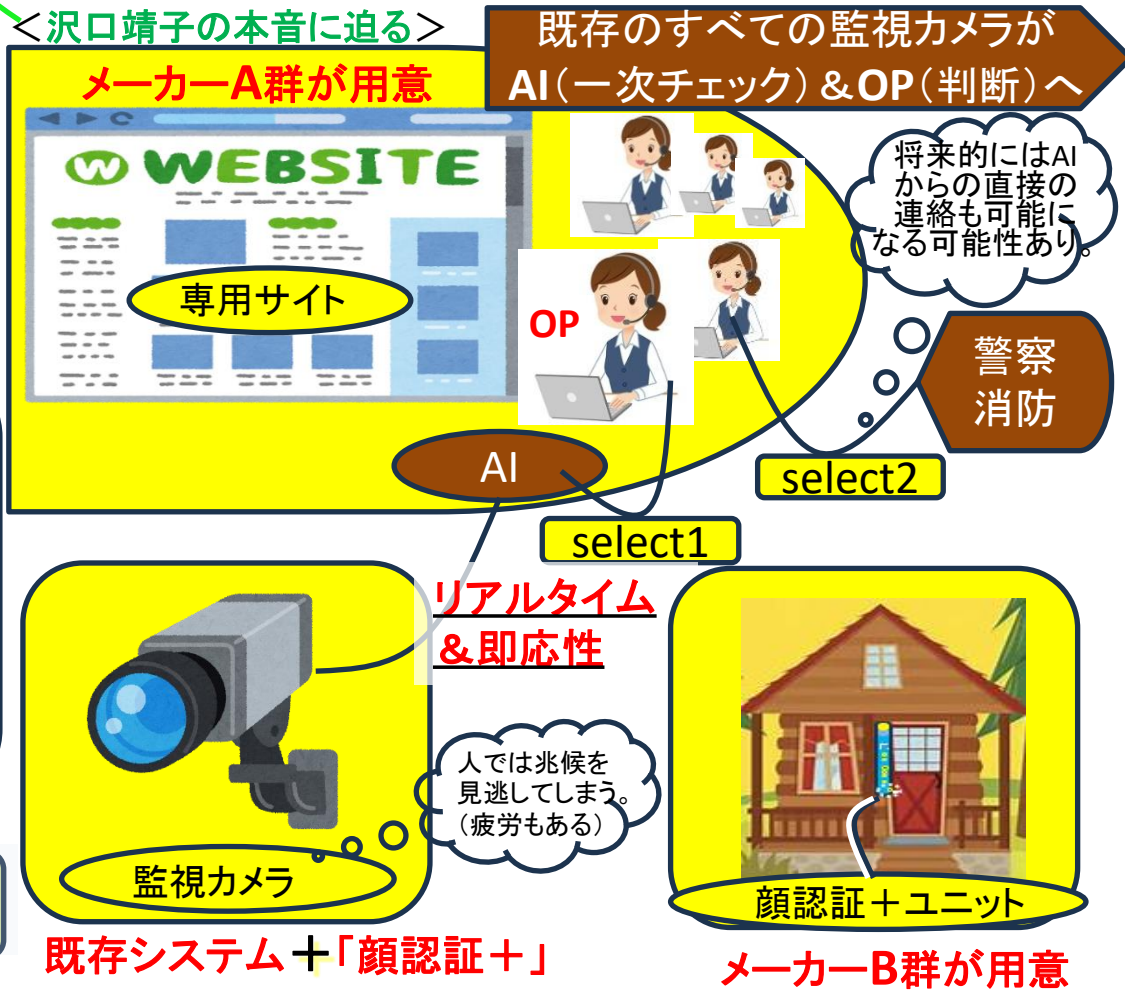 ＜沢口靖子の本音に迫る＞
既存のすべての監視カメラが
AI（一次チェック）＆OP（判断）へ
メーカーA群が用意
W WEBSITE
専用サイト
OP
将来的にはAI
からの直接の
連絡も可能に
なる可能性あり。
警察
消防
AI
select2
select1
リアルタイム
＆即応性
人では兆候を
見逃してしまう。
（疲労もある）
監視カメラ
顔認証＋ユニット
既存システム＋「顔認証＋」
メーカーB群が用意